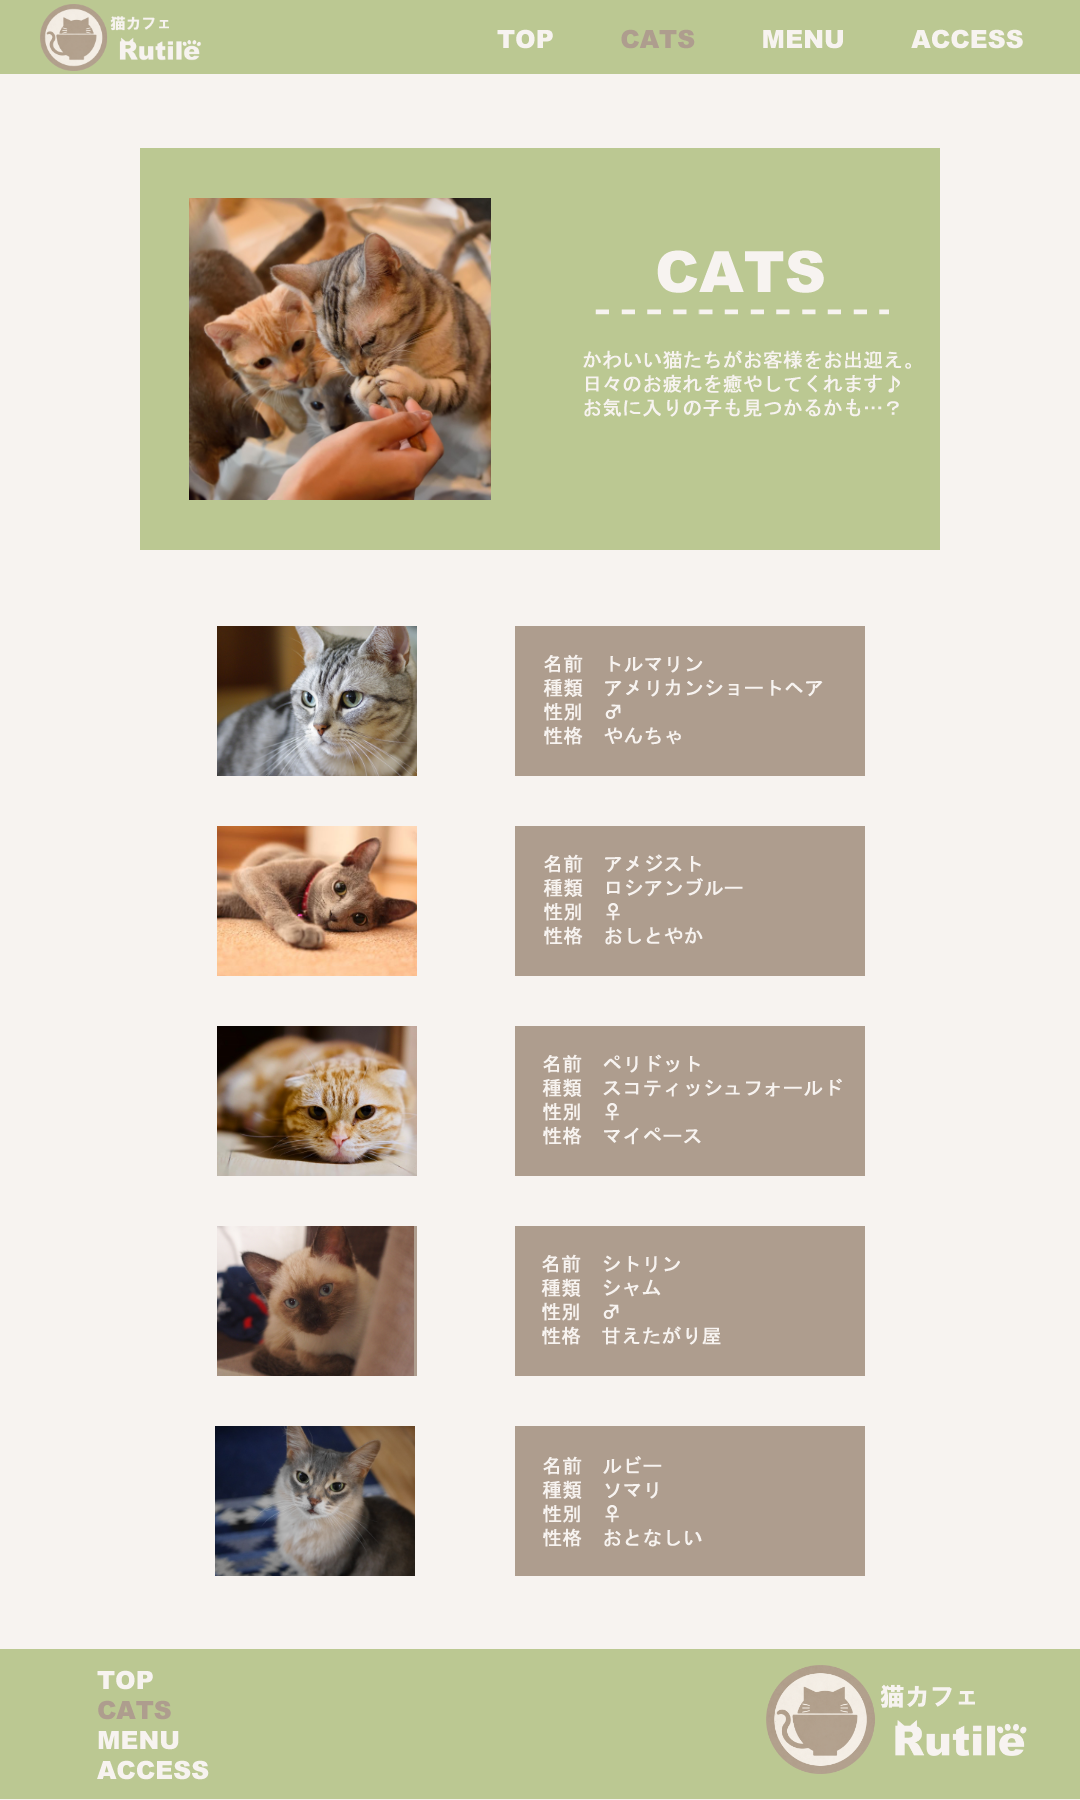 猫カフェ
Rutile
TOP CATS MENU ACCESS
CATS
かわいい猫たちがお客様をお出迎え。
日々のお疲れを癒やしてくれます♪
お気に入りの子も見つかるかも…？
名前　トルマリン
種類　アメリカンショートヘア
性別　♂
性格　やんちゃ
名前　アメジスト
種類　ロシアンブルー
性別　♀
性格　おしとやか
名前　ペリドット
種類　スコティッシュフォールド
性別　♀
性格　マイペース
名前　シトリン
種類　シャム
性別　♂
性格　甘えたがり屋
名前　ルビー
種類　ソマリ
性別　♀
性格　おとなしい
TOP
CATS
MENU
ACCESS
猫カフェ
Rutile